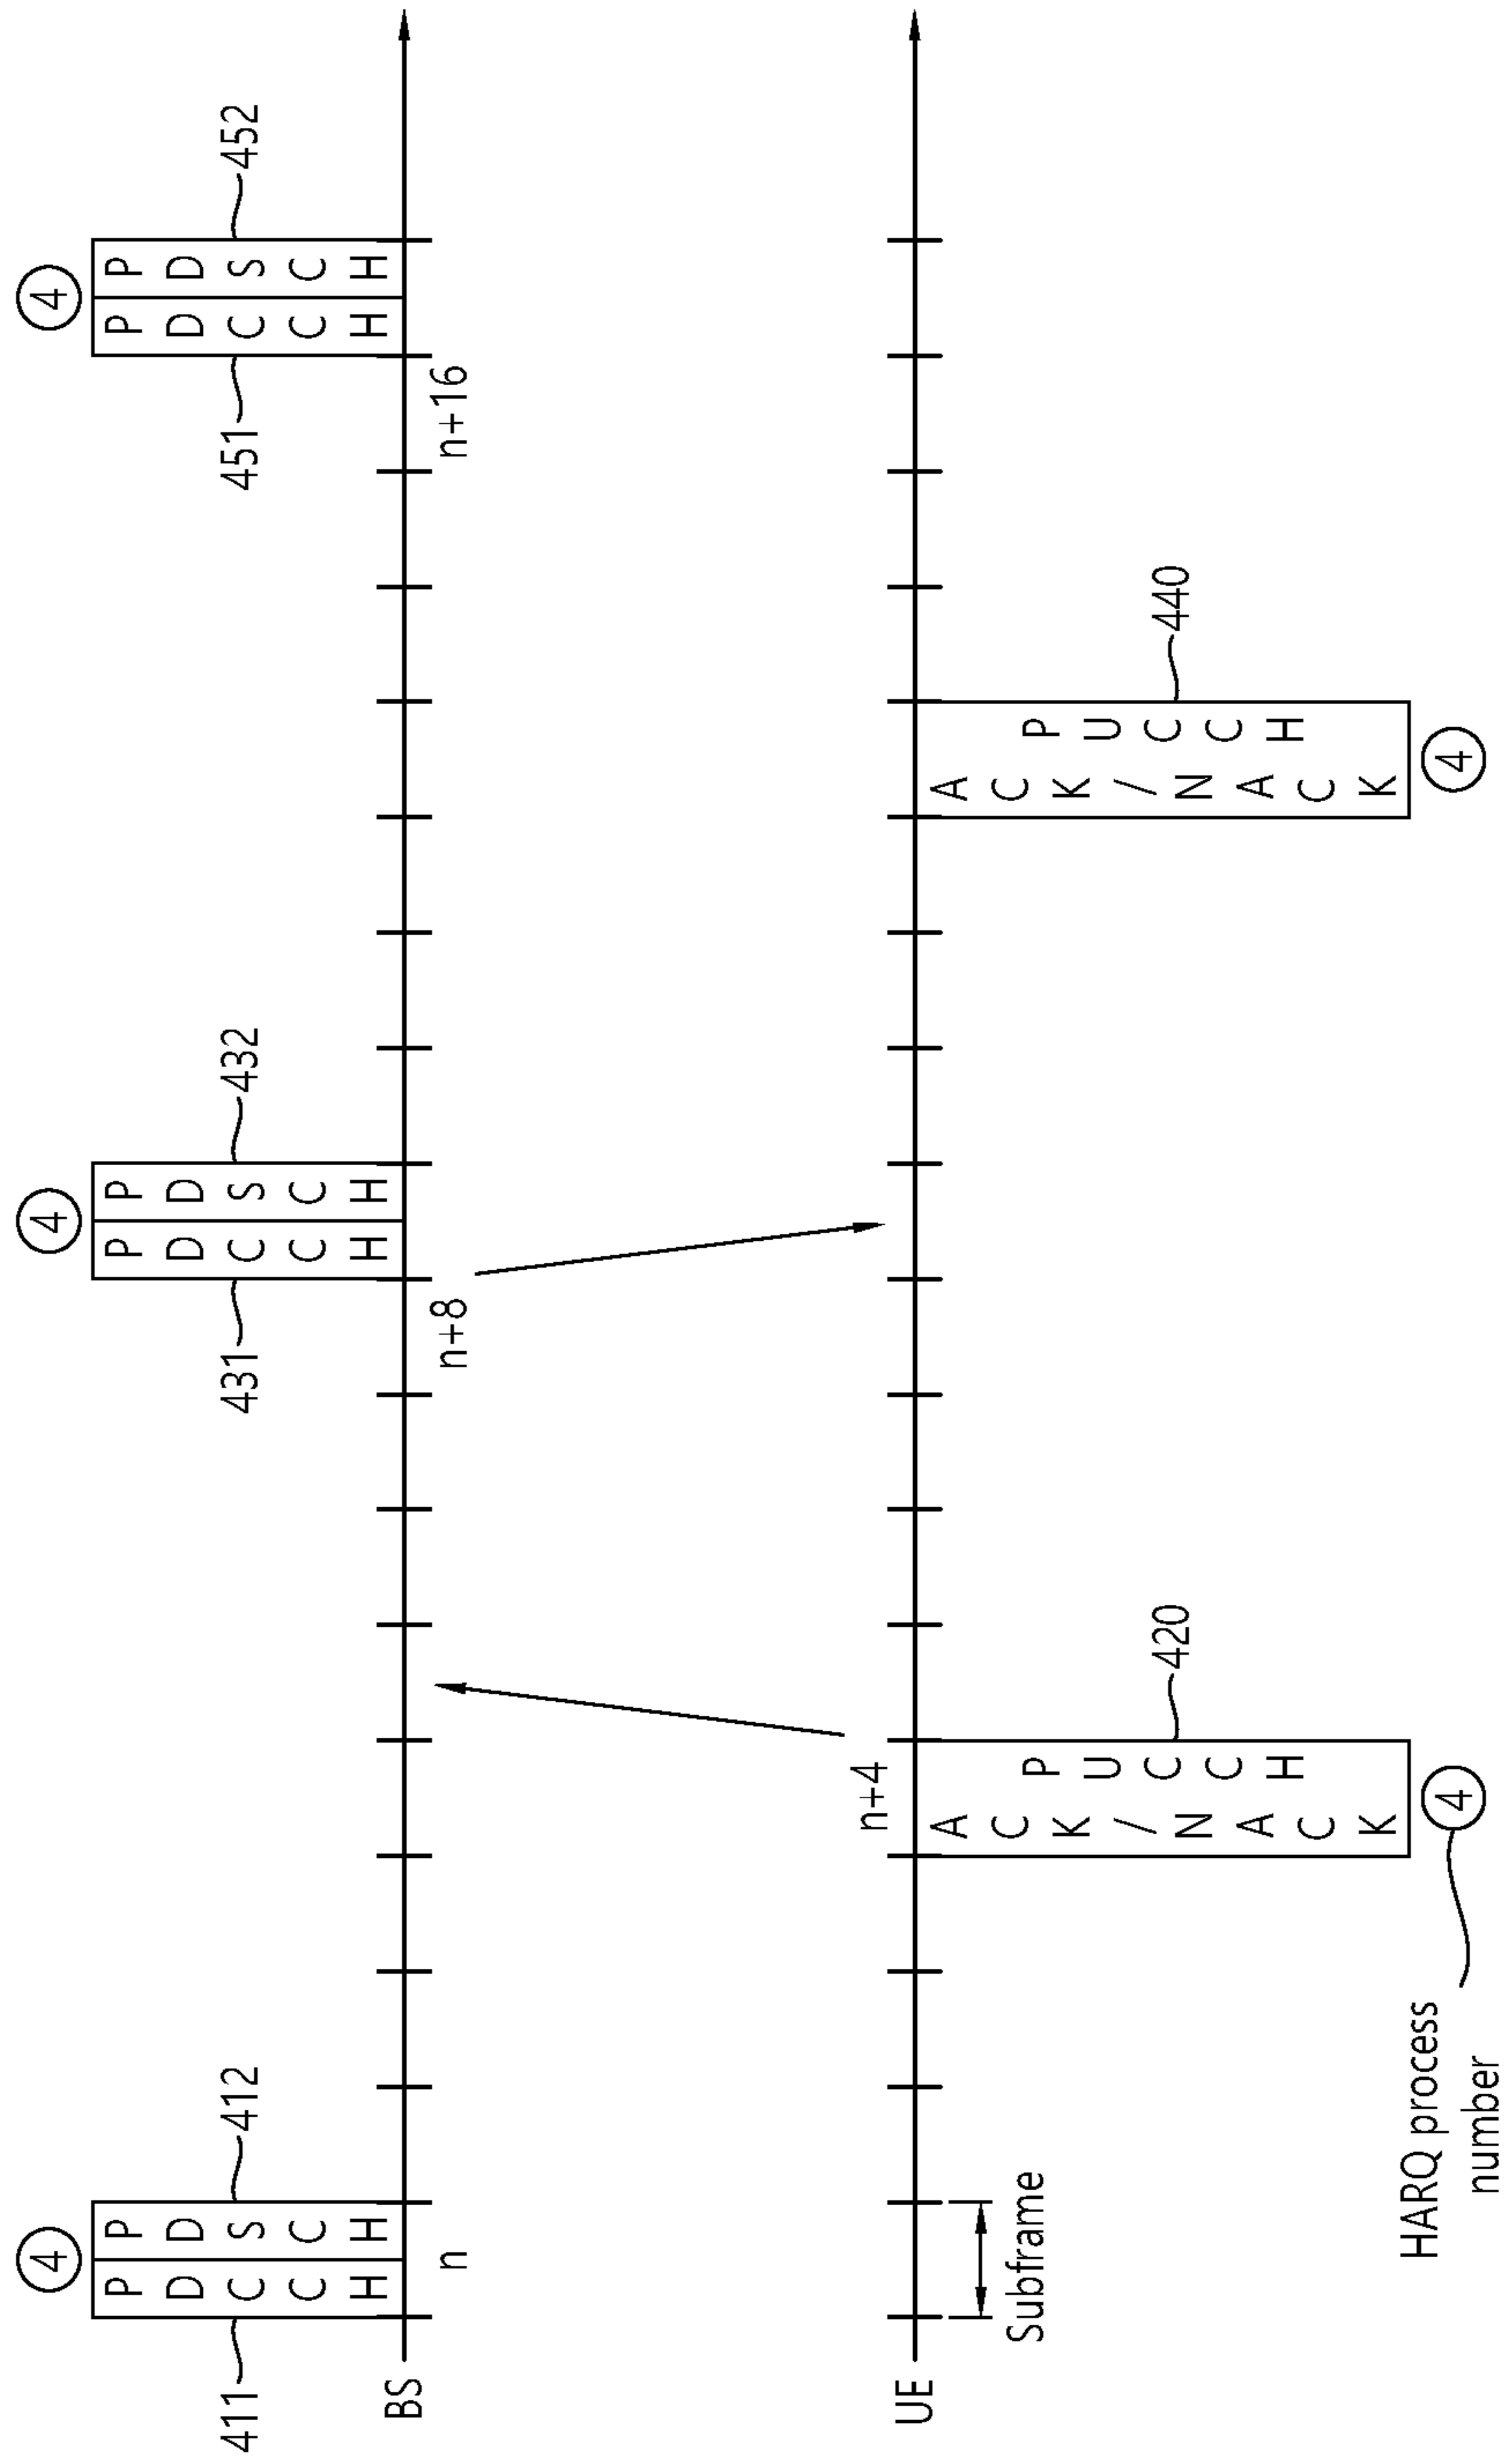 ④
④
④
411
PDCCH
PDSCH
412
431
PDCCH
PDSCH
432
451
PDCCH
PDSCH
452
BS
n
n+8
n+16
n+4
UE
Subframe
ACK/NACK
PUCCH
420
ACK/NACK
PUCCH
440
HARQ process
number
④
④